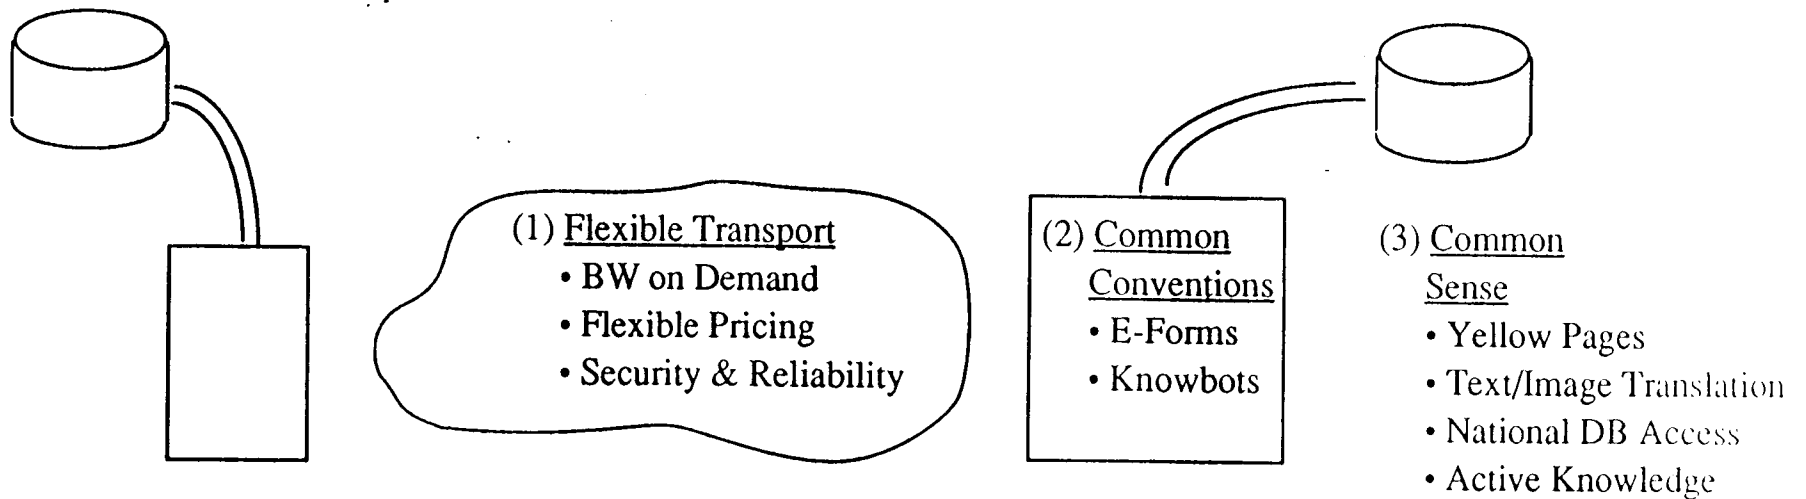 (1) Flexible Transport
• BW on Demand
• Flexible Pricing
• Security & Reliability
(2) Common
Conventions
• E-Forms
• Knowbots
(3) Common
Sense
• Yellow Pages
• Text/Image Translation
• National DB Access
• Active Knowledge